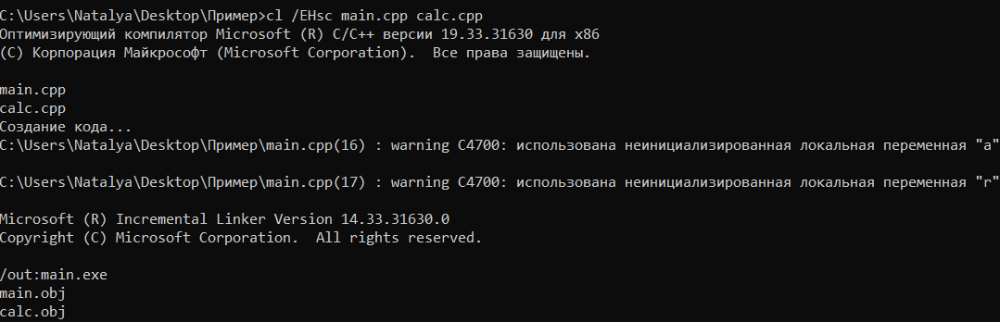 C:\Users\Natalya\Desktop\Пример>cl /EHsc main.cpp calc.cpp
Оптимизирующий компилятор Microsoft (R) C/C++ версии 19.33.31630 для x86
(C) Корпорация Майкрософт (Microsoft Corporation).  Все права защищены.
main.cpp
calc.cpp
Создание кода...
C:\Users\Natalya\Desktop\Пример\main.cpp(16) : warning C4700: использована неинициализированная локальная переменная "a"
C:\Users\Natalya\Desktop\Пример\main.cpp(17) : warning C4700: использована неинициализированная локальная переменная "r"
Microsoft (R) Incremental Linker Version 14.33.31630.0
Copyright (C) Microsoft Corporation.  All rights reserved.
/out:main.exe
main.obj
calc.obj